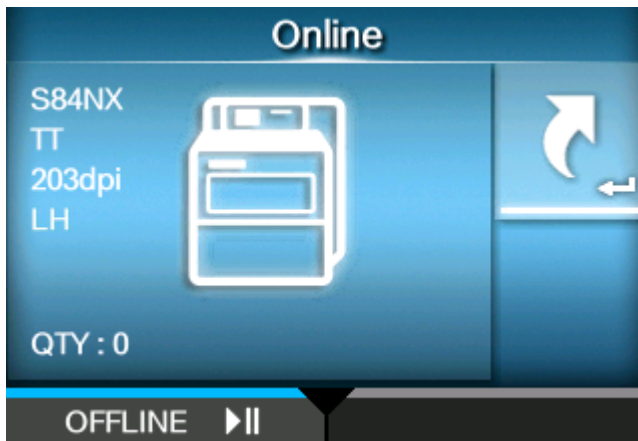 Online
S84NX
TT
203dpi
LH
QTY : 0
OFFLINE